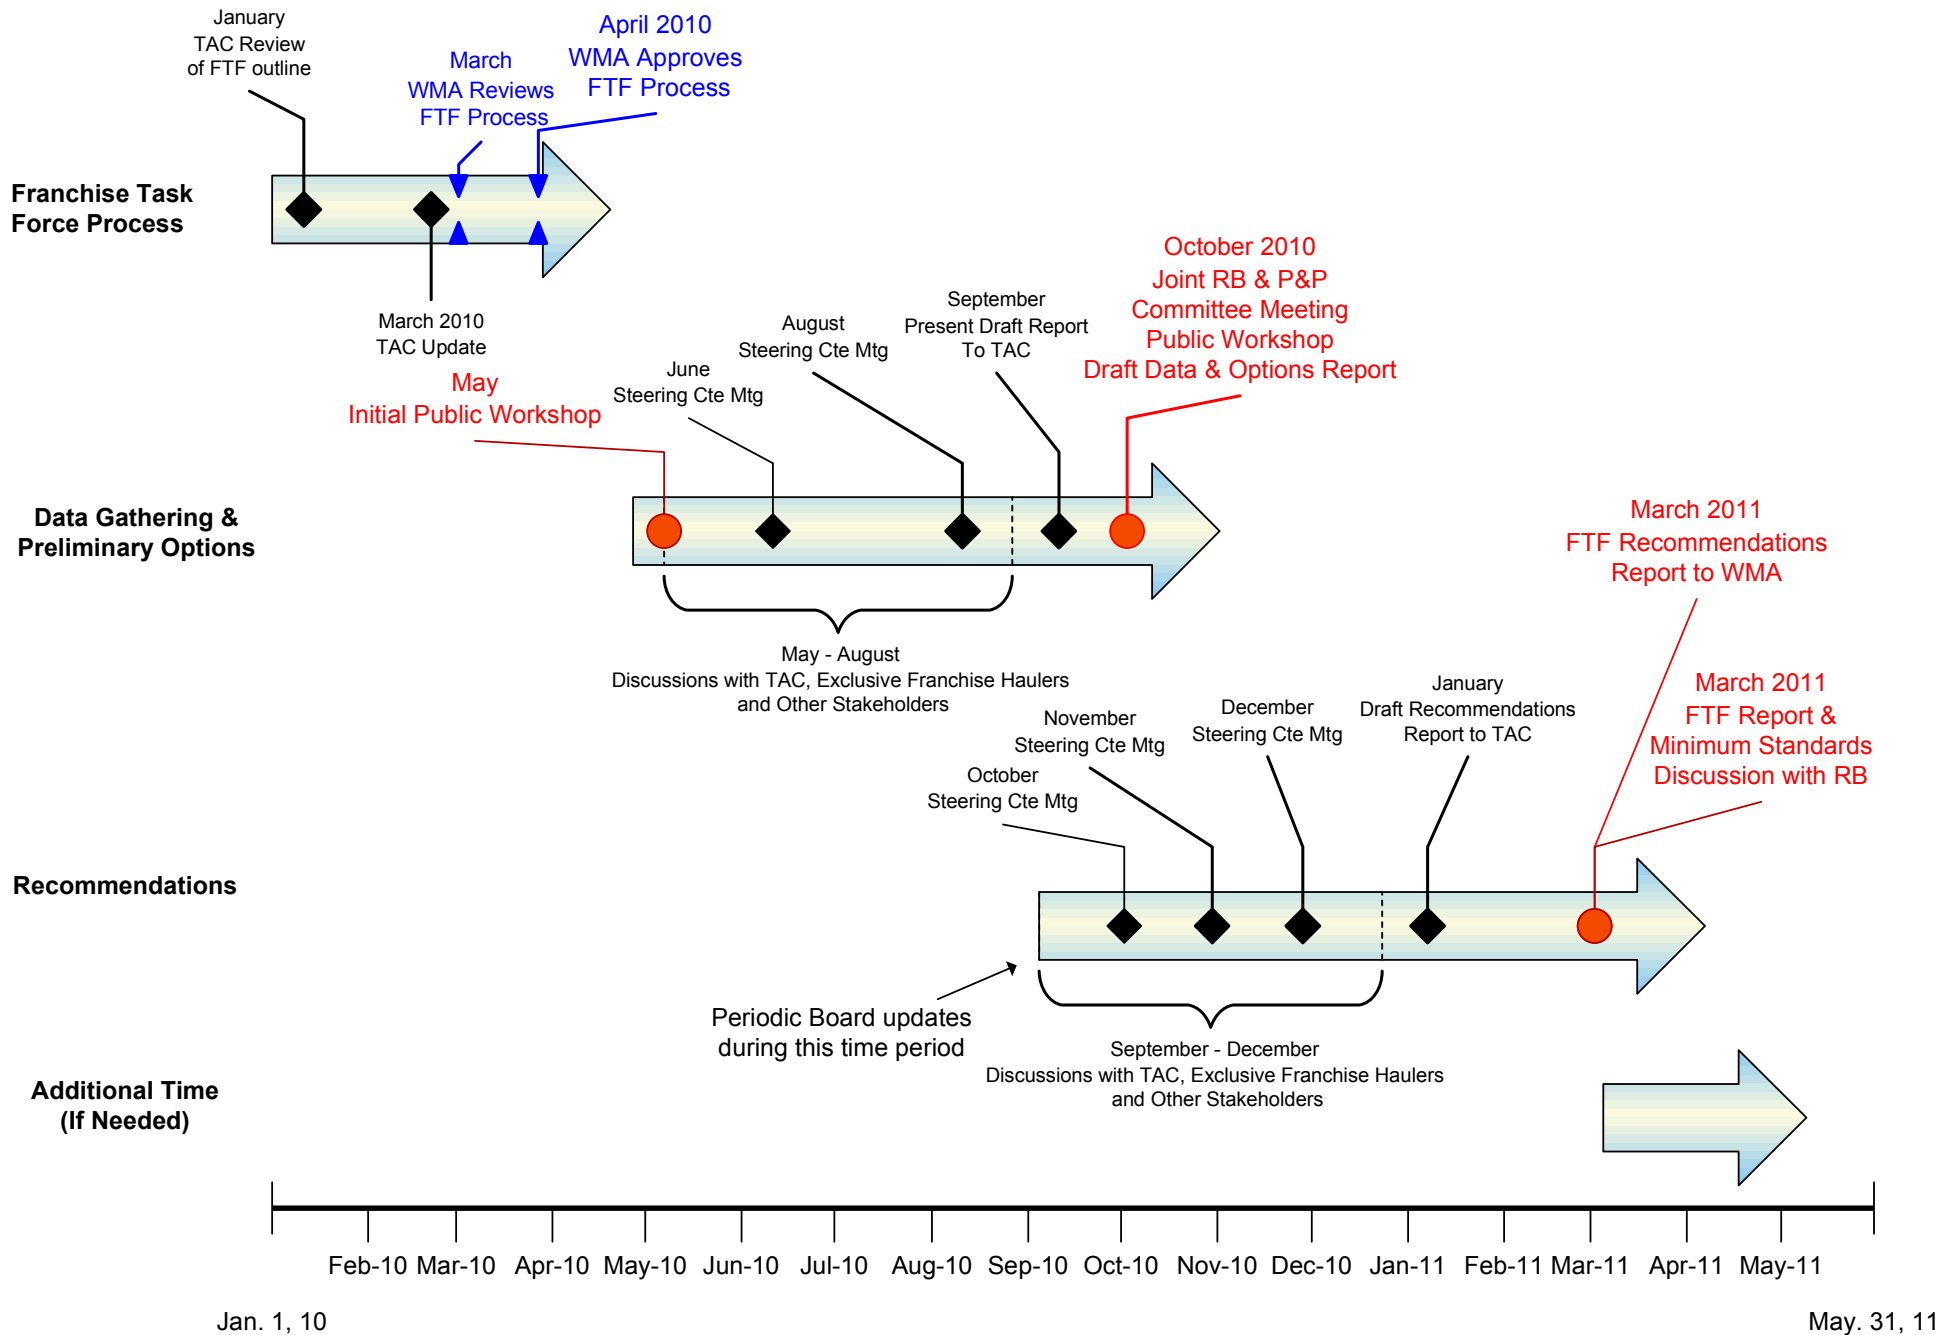 January
TAC Review
of FTF outline
March
WMA Reviews
FTF Process
April 2010
WMA Approves
FTF Process
Franchise Task
Force Process
March 2010
TAC Update
May
Initial Public Workshop
June
Steering Cte Mtg
August
Steering Cte Mtg
September
Present Draft Report
To TAC
October 2010
Joint RB & P&P
Committee Meeting
Public Workshop
Draft Data & Options Report
Data Gathering &
Preliminary Options
May - August
Discussions with TAC, Exclusive Franchise Haulers
and Other Stakeholders
October
Steering Cte Mtg
November
Steering Cte Mtg
December
Steering Cte Mtg
January
Draft Recommendations
Report to TAC
March 2011
FTF Recommendations
Report to WMA
March 2011
FTF Report &
Minimum Standards
Discussion with RB
Recommendations
Periodic Board updates
during this time period
September - December
Discussions with TAC, Exclusive Franchise Haulers
and Other Stakeholders
Additional Time
(If Needed)
Feb-10 Mar-10 Apr-10 May-10 Jun-10 Jul-10 Aug-10 Sep-10 Oct-10 Nov-10 Dec-10 Jan-11 Feb-11 Mar-11 Apr-11 May-11
Jan. 1, 10 May. 31, 11